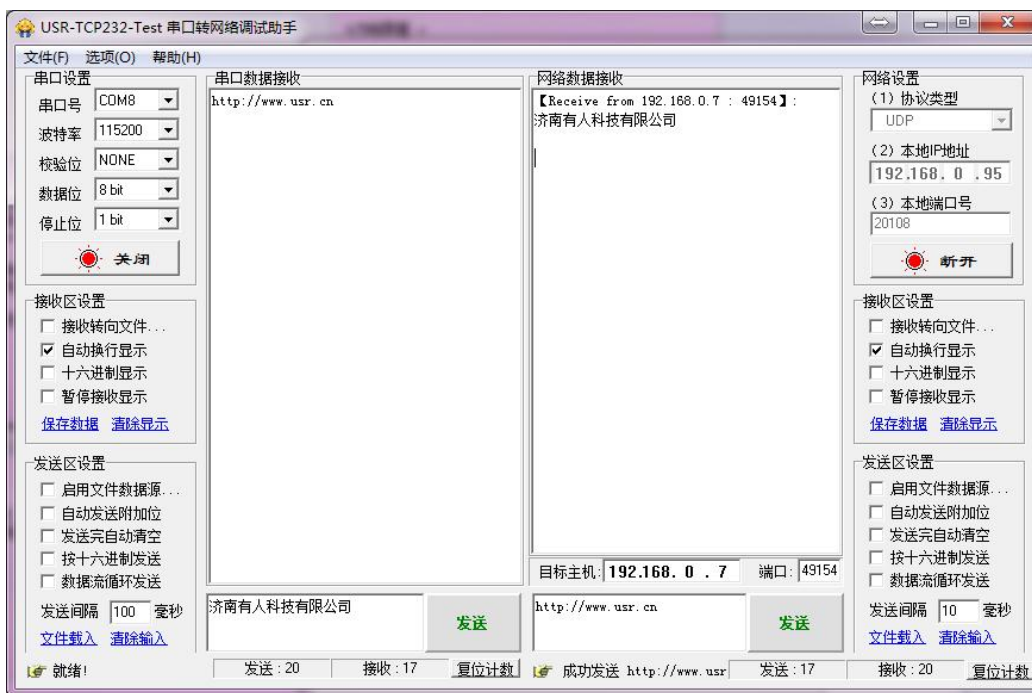 USR-TCP232-Test 串口转网络调试助手
文件(F) 选项(O) 帮助(H)
串口设置
串口号 COM8
波特率 115200
校验位 NONE
数据位 8 bit
停止位 1 bit
关闭
接收区设置
接收转向文件...
自动换行显示
十六进制显示
暂停接收显示
保存数据 清除显示
发送区设置
启用文件数据源...
自动发送附加位
发送完自动清空
按十六进制发送
数据流循环发送
发送间隔 100 毫秒
文件载入 清除输入
串口数据接收
http://www.usr.cn
济南有人科技有限公司
发送
网络数据接收
【Receive from 192.168.0.7 : 49154】:
济南有人科技有限公司
目标主机: 192.168. 0 . 7 端口: 49154
http://www.usr.cn
发送
网络设置
(1) 协议类型
UDP
(2) 本地IP地址
192.168. 0 .95
(3) 本地端口号
20108
断开
接收区设置
接收转向文件...
自动换行显示
十六进制显示
暂停接收显示
保存数据 清除显示
发送区设置
启用文件数据源...
自动发送附加位
发送完自动清空
按十六进制发送
数据流循环发送
发送间隔 10 毫秒
文件载入 清除输入
就绪! 发送:20 接收:17 复位计数 成功发送 http://www.usr 发送:17 接收:20 复位计数